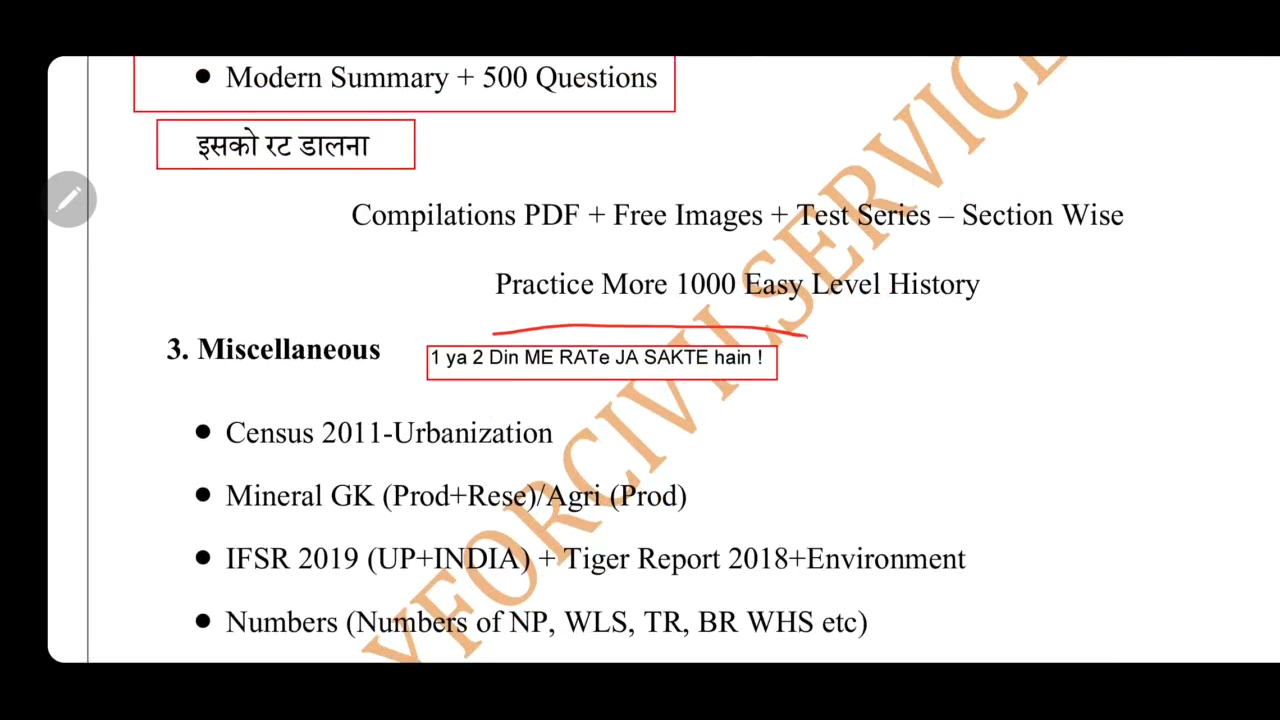 • Modern Summary + 500 Questions
इसको रट डालना
Compilations PDF + Free Images + Test Series – Section Wise
Practice More 1000 Easy Level History
3. Miscellaneous
1 ya 2 Din ME RATe JA SAKTE hain !
• Census 2011-Urbanization
• Mineral GK (Prod+Rese)/Agri (Prod)
• IFSR 2019 (UP+INDIA) + Tiger Report 2018+Environment
• Numbers (Numbers of NP, WLS, TR, BR WHS etc)
YFORCIVILSERVICE